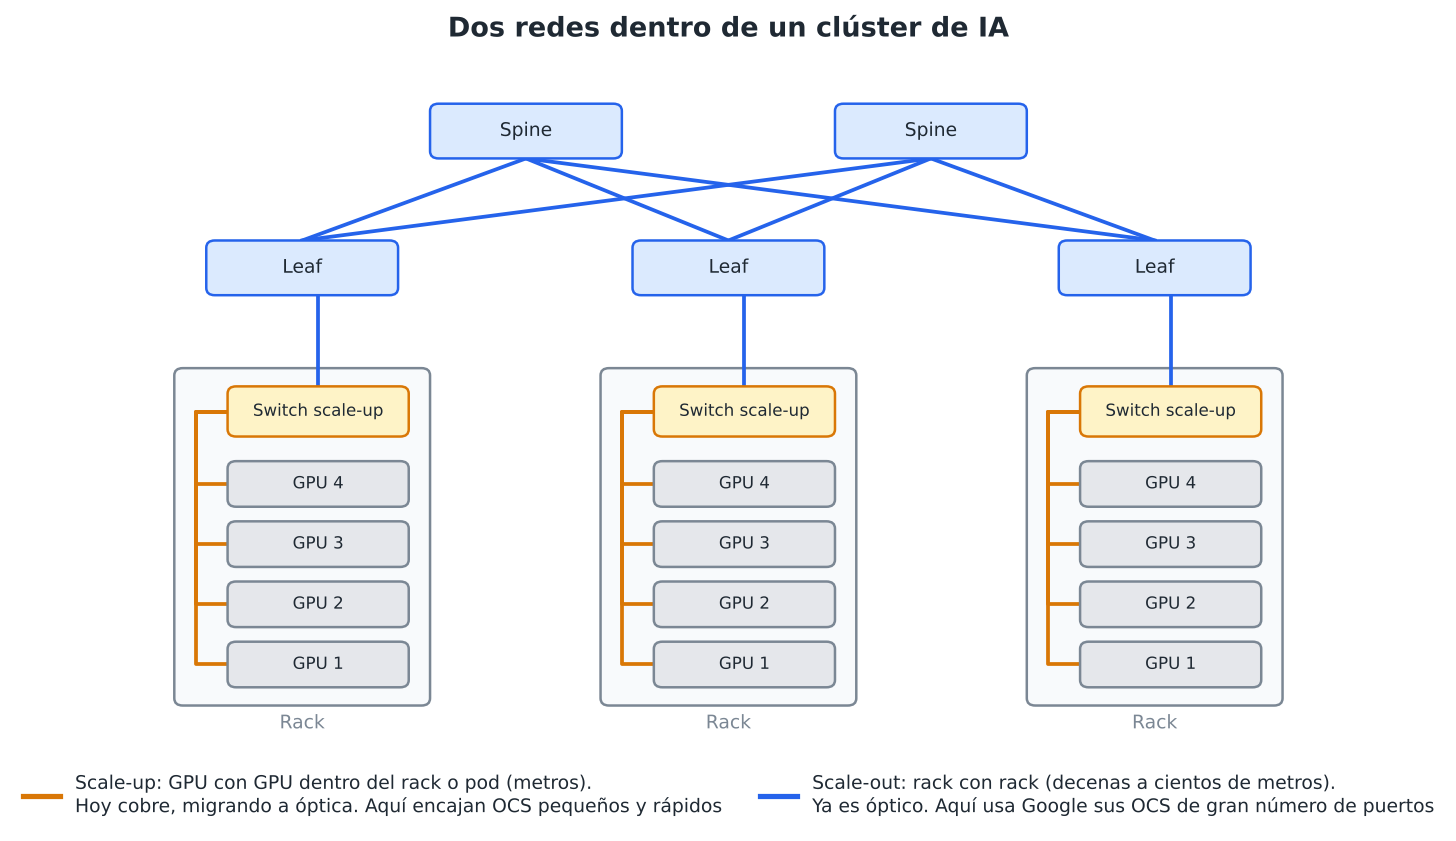 Dos redes dentro de un clúster de IA
Spine
Spine
Leaf
Leaf
Leaf
Switch scale-up
GPU 4
GPU 3
GPU 2
GPU 1
Rack
Switch scale-up
GPU 4
GPU 3
GPU 2
GPU 1
Rack
Switch scale-up
GPU 4
GPU 3
GPU 2
GPU 1
Rack
Scale-up: GPU con GPU dentro del rack o pod (metros).
Hoy cobre, migrando a óptica. Aquí encajan OCS pequeños y rápidos
Scale-out: rack con rack (decenas a cientos de metros).
Ya es óptico. Aquí usa Google sus OCS de gran número de puertos